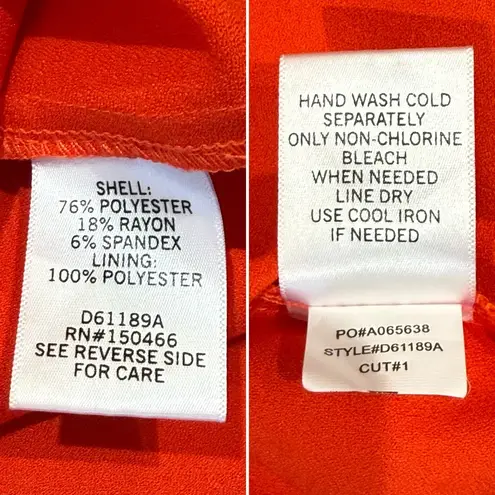 SHELL:
76% POLYESTER
18% RAYON
6% SPANDEX
LINING:
100% POLYESTER
D61189A
RN#150466
SEE REVERSE SIDE
FOR CARE
HAND WASH COLD
SEPARATELY
ONLY NON-CHLORINE
BLEACH
WHEN NEEDED
LINE DRY
USE COOL IRON
IF NEEDED
PO#A065638
STYLE#D61189A
CUT#1